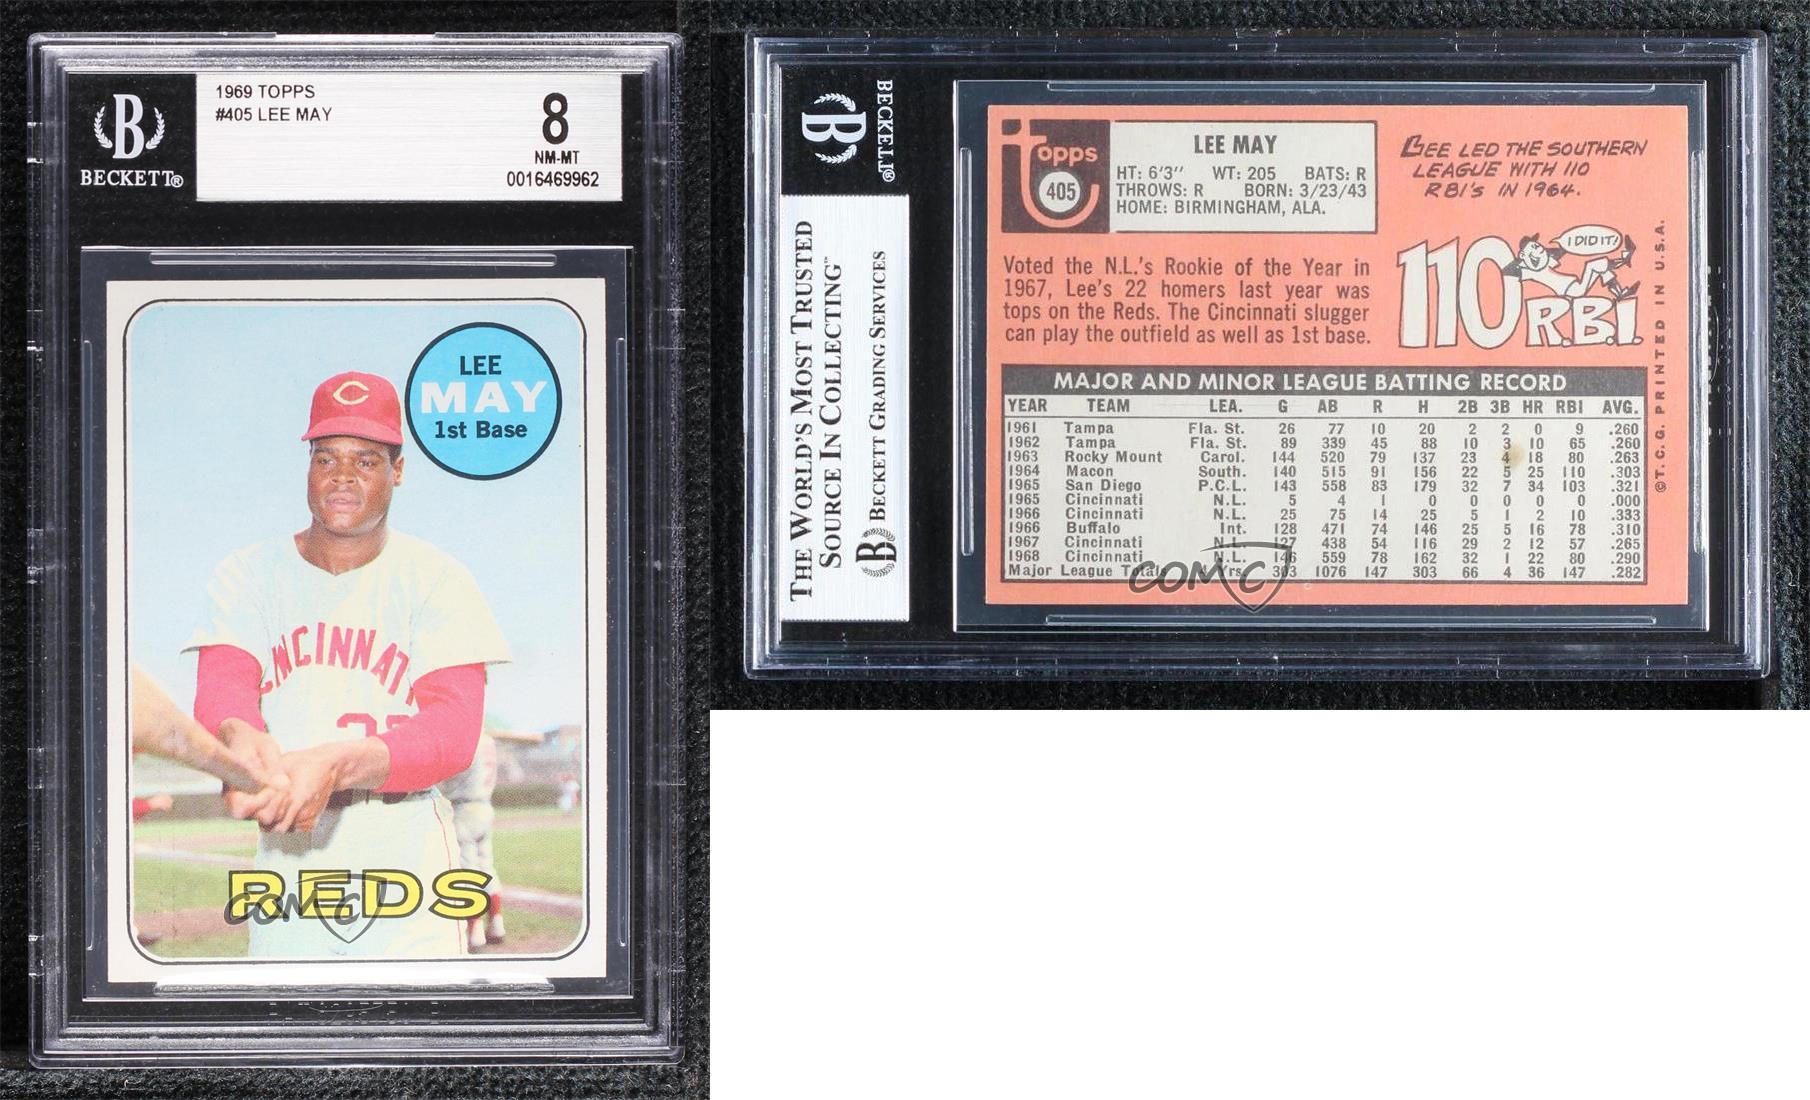 1969 TOPPS
#405 LEE MAY
8
NM-MT
0016469962
B
BECKETT®
LEE
MAY
1st Base
C
CINCINNATI
REDS
COMC
BECKETT®
THE WORLD'S MOST TRUSTED
SOURCE IN COLLECTING™
BECKETT GRADING SERVICES
Topps
405
LEE MAY
HT: 6'3" WT: 205 BATS: R
THROWS: R BORN: 3/23/43
HOME: BIRMINGHAM, ALA.
LEE LED THE SOUTHERN
LEAGUE WITH 110
RBI'S IN 1964.
Voted the N.L.'s Rookie of the Year in
1967, Lee's 22 homers last year was
tops on the Reds. The Cincinnati slugger
can play the outfield as well as 1st base.
I DID IT!
110
R.B.I.
MAJOR AND MINOR LEAGUE BATTING RECORD
YEAR TEAM LEA. G AB R H 2B 3B HR RBI AVG.
1961 Tampa Fla. St. 26 77 10 20 2 2 0 9 .260
1962 Tampa Fla. St. 89 339 45 88 10 3 10 65 .260
1963 Rocky Mount Carol. 144 520 79 137 23 4 18 80 .263
1964 Macon South. 140 515 91 156 22 5 25 110 .303
1965 San Diego P.C.L. 143 558 83 179 32 7 34 103 .321
1965 Cincinnati N.L. 5 4 1 0 0 0 0 0 .000
1966 Cincinnati N.L. 25 75 14 25 5 1 2 10 .333
1966 Buffalo Int. 128 471 74 146 25 5 16 78 .310
1967 Cincinnati N.L. 127 438 54 116 29 2 12 57 .265
1968 Cincinnati N.L. 146 559 78 162 32 1 22 80 .290
Major League Totals 4 Yrs. 303 1076 147 303 66 4 36 147 .282
©T.C.G. PRINTED IN U.S.A.
COMC